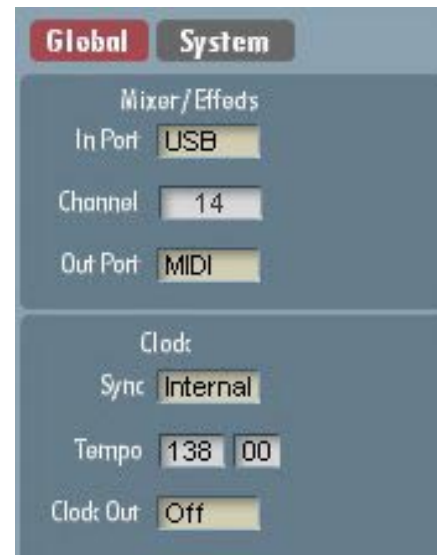 Global System
Mixer/Effects
In Port USB
Channel 14
Out Port MIDI
Clock
Sync Internal
Tempo 138 00
Clock Out Off